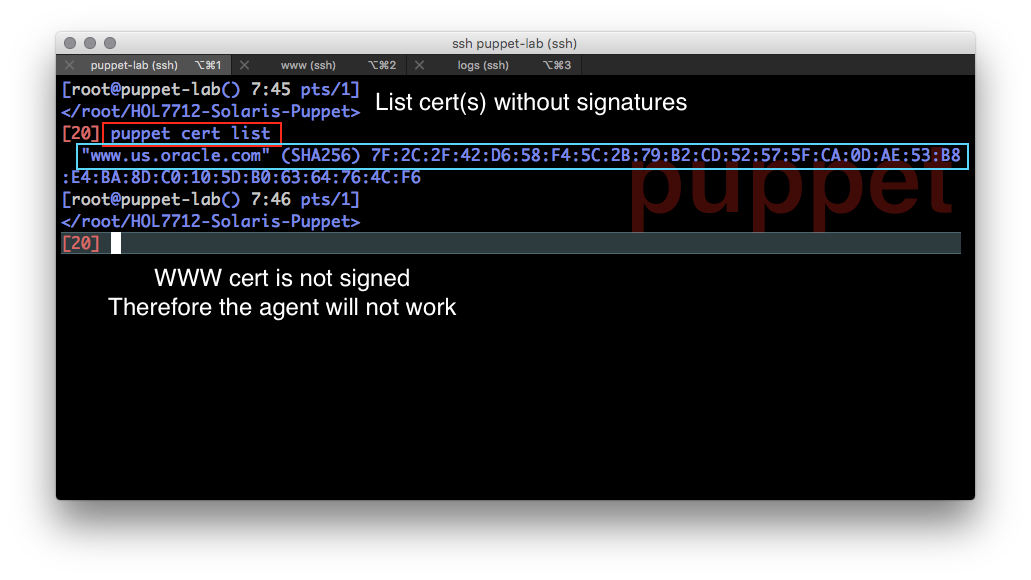 ssh puppet-lab (ssh)
puppet-lab (ssh) ⌥⌘1 www (ssh) ⌥⌘2 logs (ssh) ⌥⌘3
[root@puppet-lab() 7:45 pts/1]
List cert(s) without signatures
</root/HOL7712-Solaris-Puppet>
[20] puppet cert list
"www.us.oracle.com" (SHA256) 7F:2C:2F:42:D6:58:F4:5C:2B:79:B2:CD:52:57:5F:CA:0D:AE:53:B8
:E4:BA:8D:C0:10:5D:B0:63:64:76:4C:F6
puppet
[root@puppet-lab() 7:46 pts/1]
</root/HOL7712-Solaris-Puppet>
[20]
WWW cert is not signed
Therefore the agent will not work